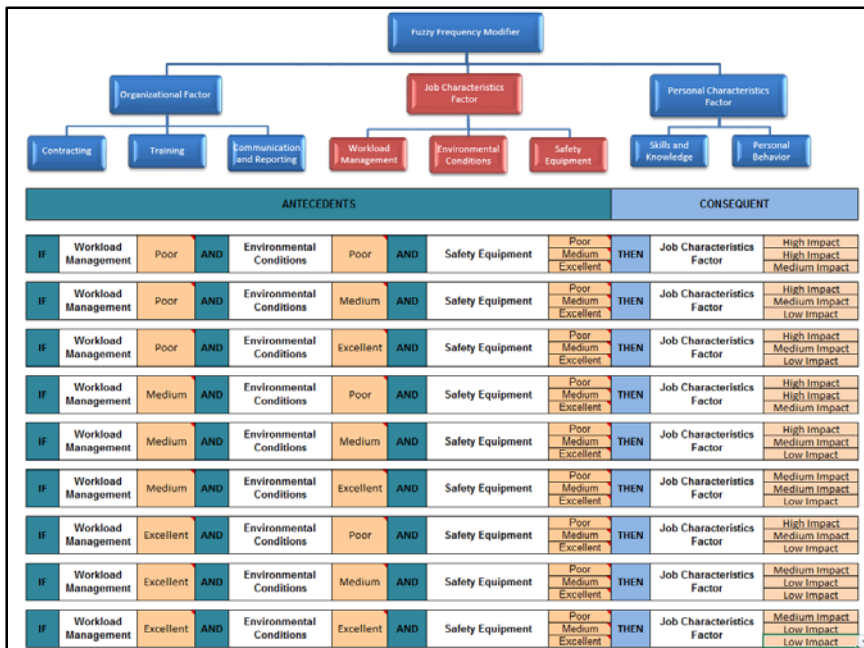 Fuzzy Frequency Modifier
Organizational Factor
Job Characteristics
Factor
Personal Characteristics
Factor
Contracting
Training
Communication
and Reporting
Workload
Management
Environmental
Conditions
Safety
Equipment
Skills and
Knowledge
Personal
Behavior
ANTECEDENTS CONSEQUENT
IF Workload Management Poor AND Environmental Conditions Poor AND Safety Equipment Poor THEN Job Characteristics Factor High Impact
Medium High Impact
Excellent Medium Impact
IF Workload Management Poor AND Environmental Conditions Medium AND Safety Equipment Poor THEN Job Characteristics Factor High Impact
Medium Medium Impact
Excellent Low Impact
IF Workload Management Poor AND Environmental Conditions Excellent AND Safety Equipment Poor THEN Job Characteristics Factor High Impact
Medium Medium Impact
Excellent Low Impact
IF Workload Management Medium AND Environmental Conditions Poor AND Safety Equipment Poor THEN Job Characteristics Factor High Impact
Medium High Impact
Excellent Medium Impact
IF Workload Management Medium AND Environmental Conditions Medium AND Safety Equipment Poor THEN Job Characteristics Factor High Impact
Medium Medium Impact
Excellent Low Impact
IF Workload Management Medium AND Environmental Conditions Excellent AND Safety Equipment Poor THEN Job Characteristics Factor Medium Impact
Medium Medium Impact
Excellent Low Impact
IF Workload Management Excellent AND Environmental Conditions Poor AND Safety Equipment Poor THEN Job Characteristics Factor High Impact
Medium Medium Impact
Excellent Low Impact
IF Workload Management Excellent AND Environmental Conditions Medium AND Safety Equipment Poor THEN Job Characteristics Factor Medium Impact
Medium Low Impact
Excellent Low Impact
IF Workload Management Excellent AND Environmental Conditions Excellent AND Safety Equipment Poor THEN Job Characteristics Factor Medium Impact
Medium Low Impact
Excellent Low Impact